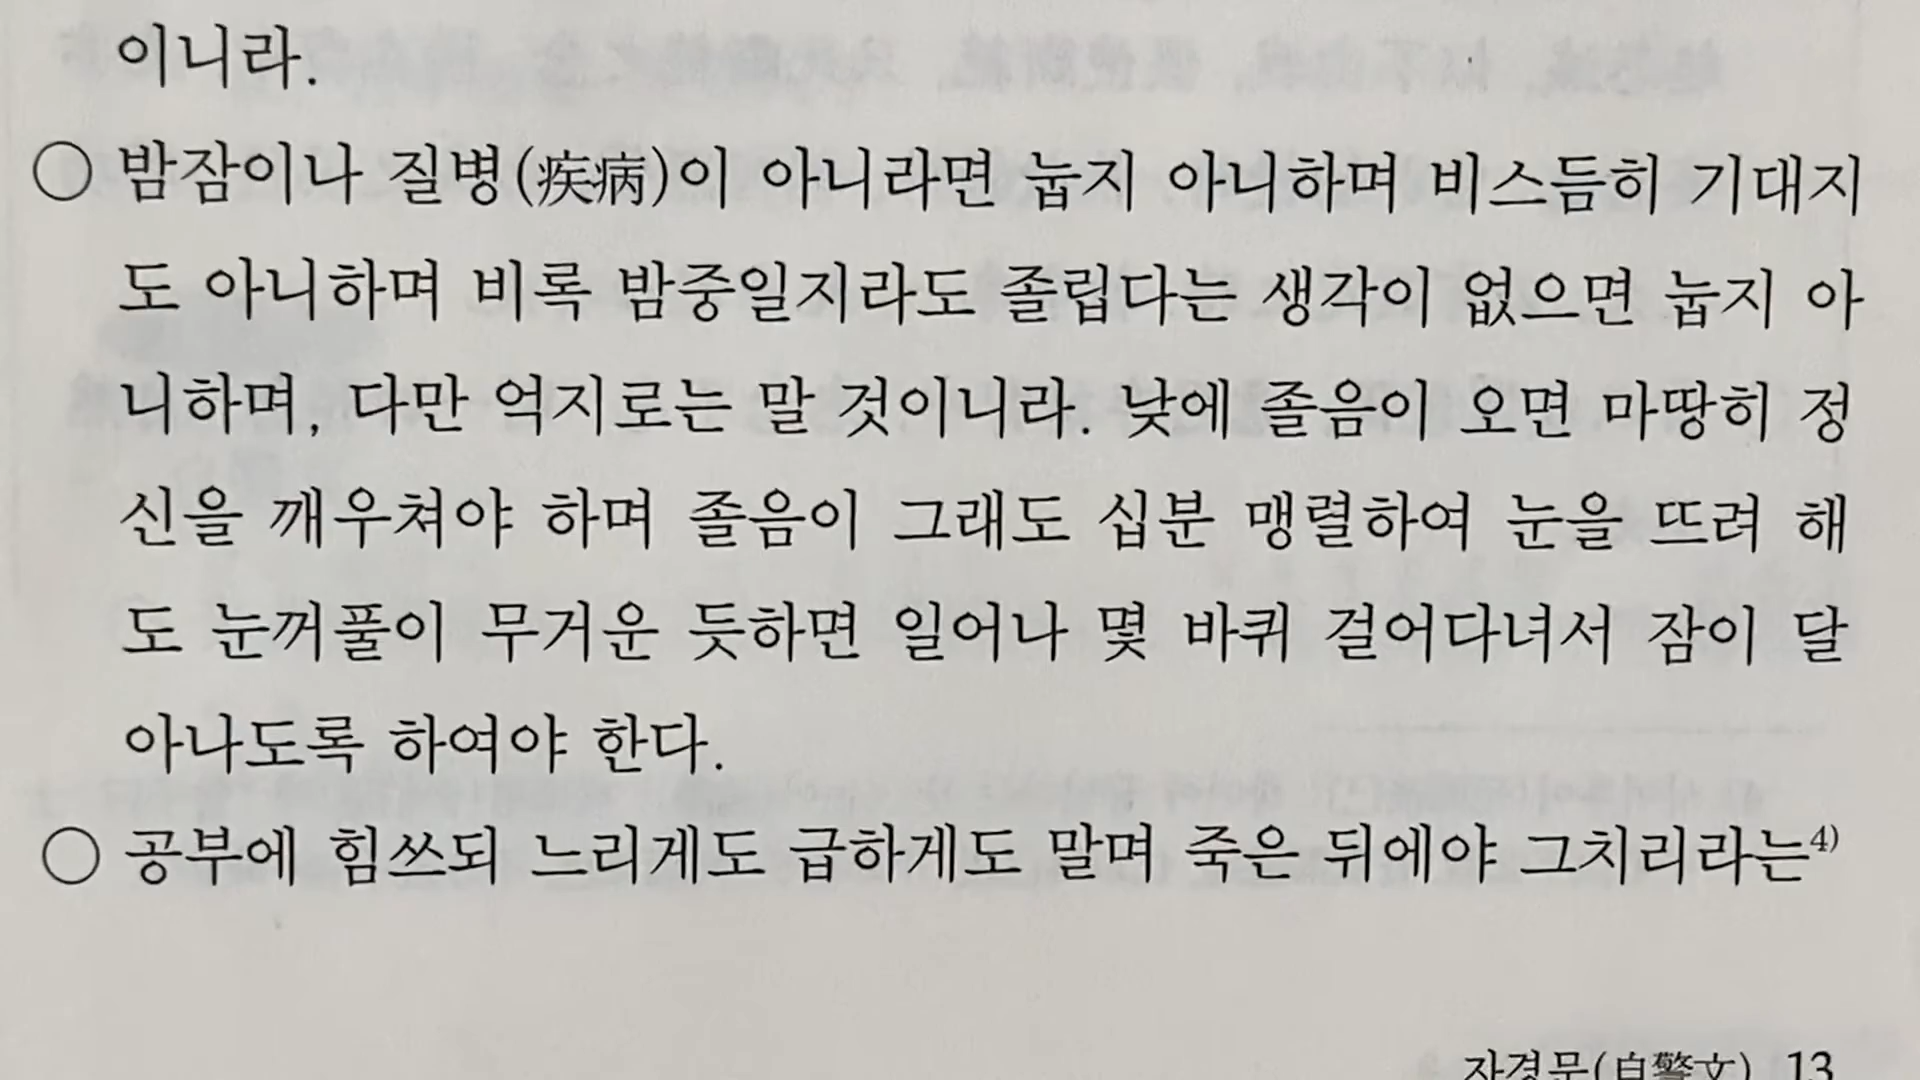 이니라.
○ 밤잠이나 질병(疾病)이 아니라면 눕지 아니하며 비스듬히 기대지
도 아니하며 비록 밤중일지라도 졸립다는 생각이 없으면 눕지 아
니하며, 다만 억지로는 말 것이니라. 낮에 졸음이 오면 마땅히 정
신을 깨우쳐야 하며 졸음이 그래도 십분 맹렬하여 눈을 뜨려 해
도 눈꺼풀이 무거운 듯하면 일어나 몇 바퀴 걸어다녀서 잠이 달
아나도록 하여야 한다.
○ 공부에 힘쓰되 느리게도 급하게도 말며 죽은 뒤에야 그치리라는4)
자경문(自警文) 13